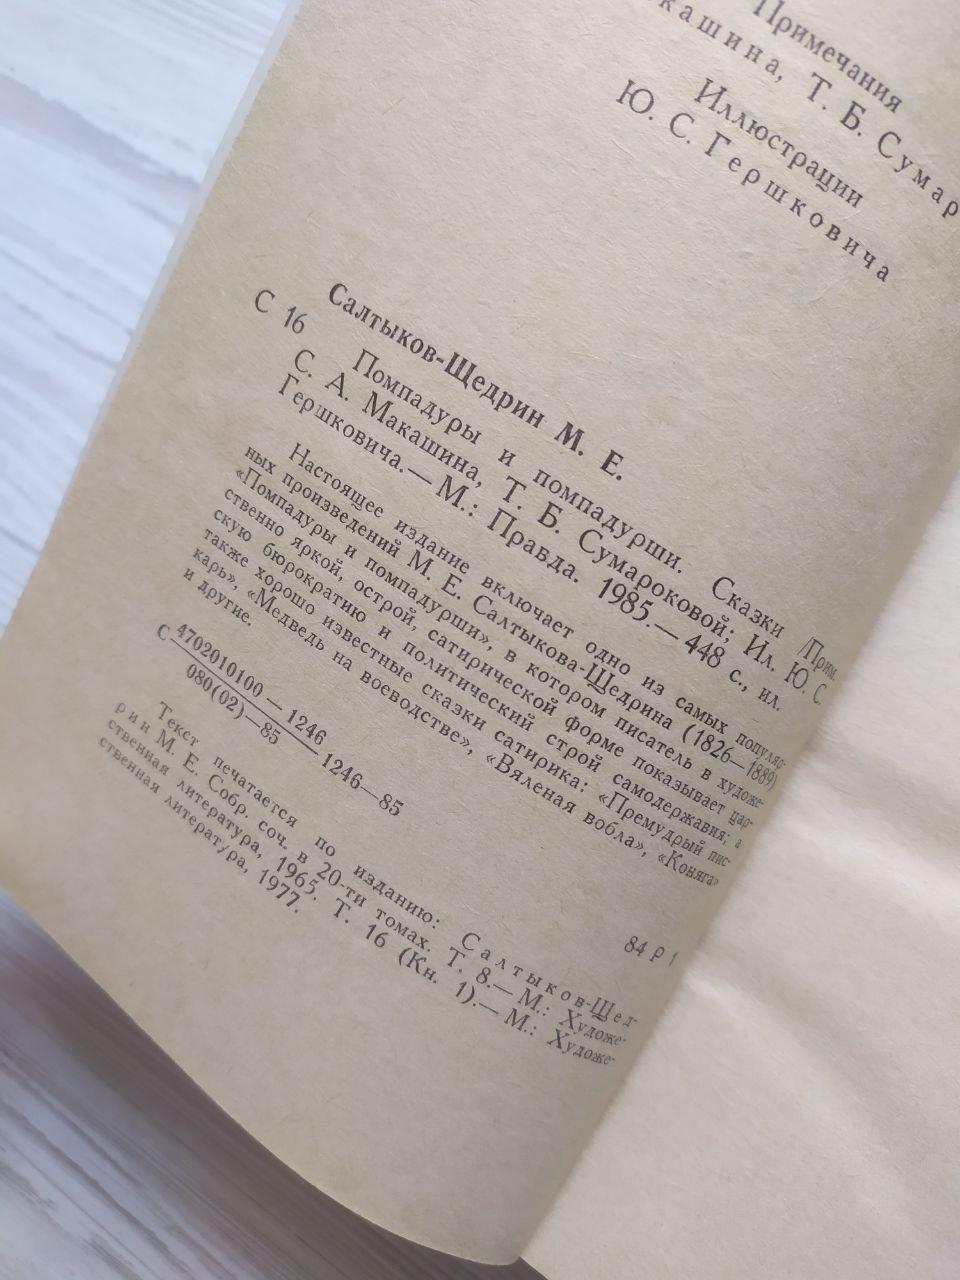 Примечания
кашина, Т. Б. Сумар
Иллюстрации
Ю. С. Гершковича
Салтыков-Щедрин М. Е.
С 16 Помпадуры и помпадурши. Сказки /Прим.
С. А. Макашина, Т. Б. Сумароковой; Ил. Ю. С.
Гершковича.— М.: Правда. 1985.— 448 с., ил.
Настоящее издание включает одно из самых популяр-
ных произведений М. Е. Салтыкова-Щедрина (1826—1889)
«Помпадуры и помпадурши», в котором писатель в художе-
ственно яркой, острой, сатирической форме показывает цар-
скую бюрократию и политический строй самодержавия; а
также хорошо известные сказки сатирика: «Премудрый пис-
карь», «Медведь на воеводстве», «Вяленая вобла», «Коняга»
и другие.
С 4702010100—1246 1246—85
080(02)—85
84 Р 1
Текст печатается по изданию: Салтыков-Щед-
рин М. Е. Собр. соч. в 20-ти томах. Т. 8.— М.: Художе-
ственная литература, 1965. Т. 16 (Кн. 1).— М.: Художе-
ственная литература, 1977.